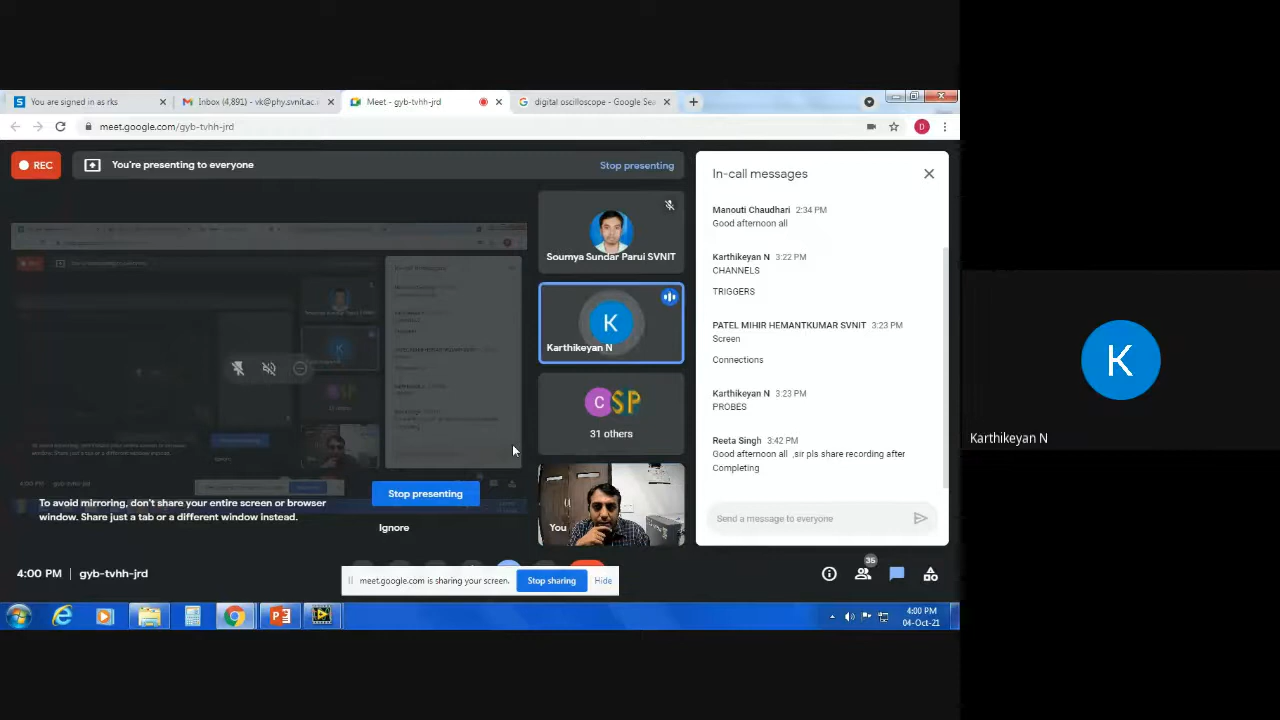 You are signed in as rks
Inbox (4,891) - vk@phy.svnit.ac.
Meet - gyb-tvhh-jrd
digital oscilloscope - Google Sea
meet.google.com/gyb-tvhh-jrd
D
REC
You're presenting to everyone
Stop presenting
Soumya Sundar Parui SVNIT
K
Karthikeyan N
C SP
31 others
You
To avoid mirroring, don't share your entire screen or browser
window. Share just a tab or a different window instead.
Stop presenting
Ignore
In-call messages
Manouti Chaudhari 2:34 PM
Good afternoon all
Karthikeyan N 3:22 PM
CHANNELS
TRIGGERS
PATEL MIHIR HEMANTKUMAR SVNIT 3:23 PM
Screen
Connections
Karthikeyan N 3:23 PM
PROBES
Reeta Singh 3:42 PM
Good afternoon all ,sir pls share recording after
Completing
Send a message to everyone
4:00 PM | gyb-tvhh-jrd
meet.google.com is sharing your screen.
Stop sharing
Hide
35
4:00 PM
04-Oct-21
K
Karthikeyan N